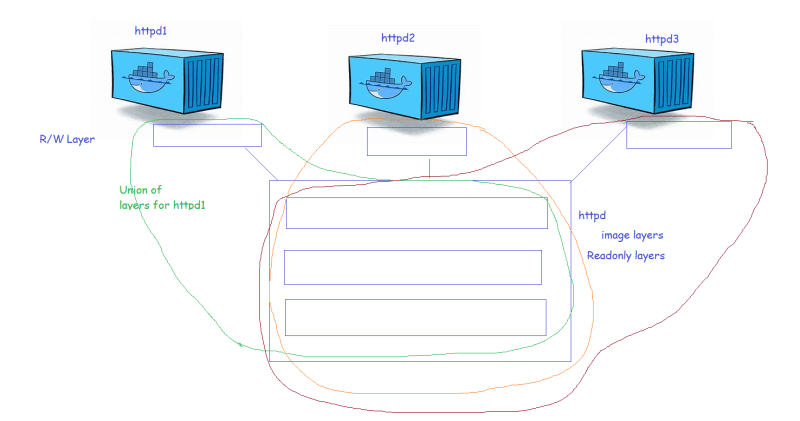 httpd1
httpd2
httpd3
R/W Layer
Union of
layers for httpd1
httpd
image layers
Readonly layers